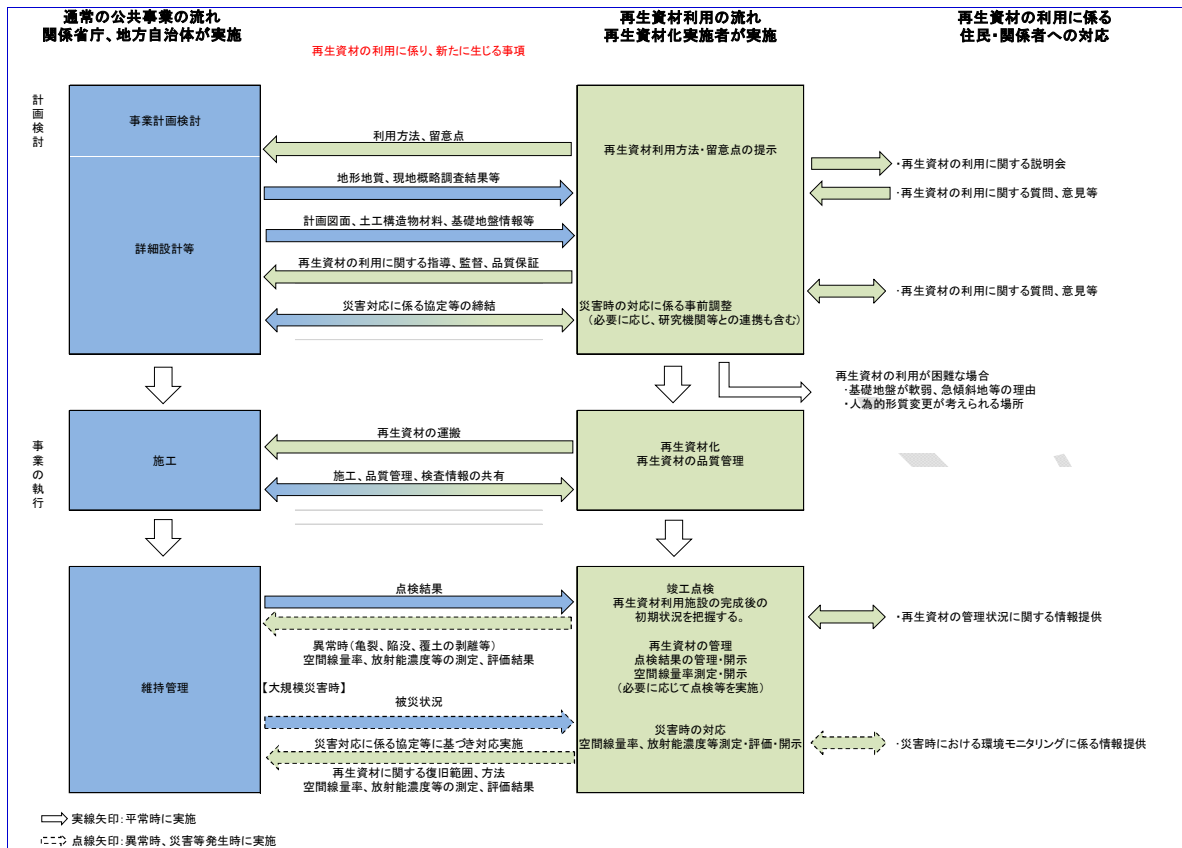 通常の公共事業の流れ
関係省庁、地方自治体が実施
再生資材利用の流れ
再生資材化実施者が実施
再生資材の利用に係る
住民・関係者への対応
再生資材の利用に係り、新たに生じる事項
計画検討
事業計画検討
利用方法、留意点
再生資材利用方法・留意点の提示
・再生資材の利用に関する説明会
地形地質、現地概略調査結果等
・再生資材の利用に関する質問、意見等
計画図面、土工構造物材料、基礎地盤情報等
詳細設計等
再生資材の利用に関する指導、監督、品質保証
・再生資材の利用に関する質問、意見等
災害対応に係る協定等の締結
災害時の対応に係る事前調整
(必要に応じ、研究機関等との連携も含む)
再生資材の利用が困難な場合
・基礎地盤が軟弱、急傾斜地等の理由
・人為的形質変更が考えられる場所
事業の執行
再生資材の運搬
施工
再生資材化
再生資材の品質管理
施工、品質管理、検査情報の共有
点検結果
竣工点検
再生資材利用施設の完成後の
初期状況を把握する。
・再生資材の管理状況に関する情報提供
異常時(亀裂、陥没、覆土の剥離等)
空間線量率、放射能濃度等の測定、評価結果
再生資材の管理
点検結果の管理・開示
空間線量率測定・開示
(必要に応じて点検等を実施)
維持管理
【大規模災害時】
被災状況
災害時の対応
空間線量率、放射能濃度等測定・評価・開示
・災害時における環境モニタリングに係る情報提供
災害対応に係る協定等に基づき対応実施
再生資材に関する復旧範囲、方法
空間線量率、放射能濃度等の測定、評価結果
実線矢印:平常時に実施
点線矢印:異常時、災害等発生時に実施